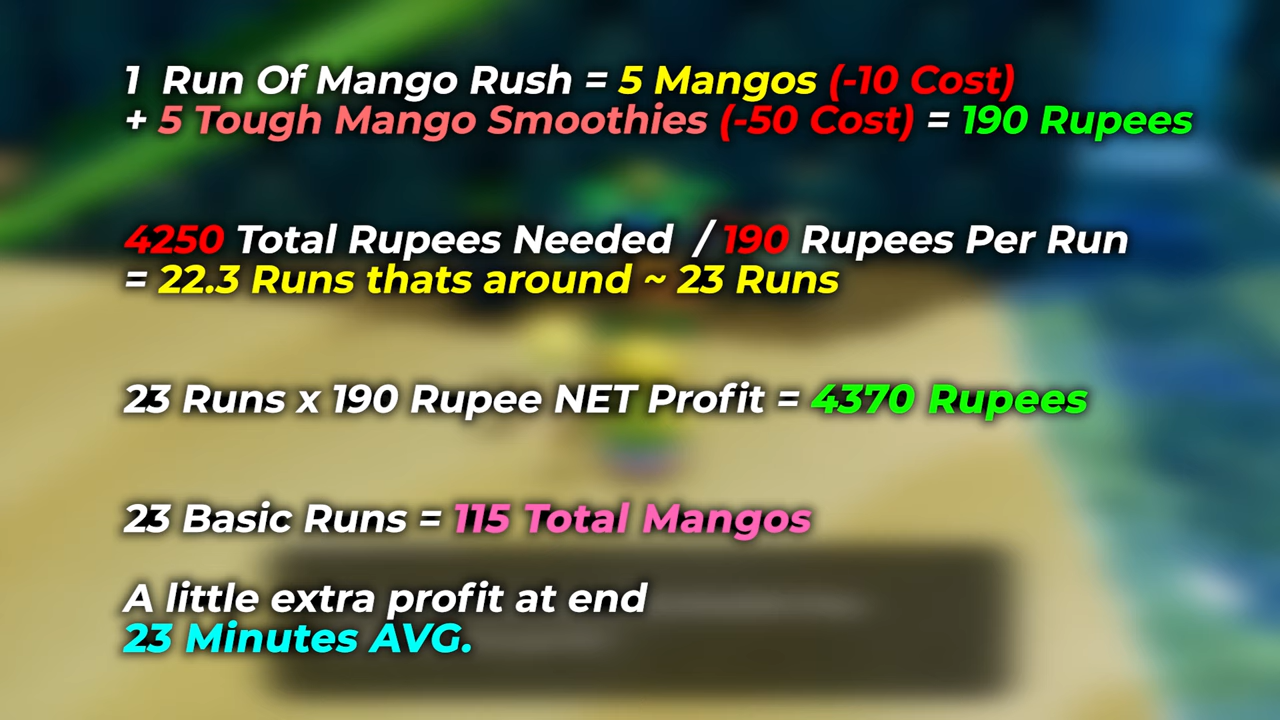 1 Run Of Mango Rush = 5 Mangos (-10 Cost)
+ 5 Tough Mango Smoothies (-50 Cost) = 190 Rupees
4250 Total Rupees Needed / 190 Rupees Per Run
= 22.3 Runs thats around ~ 23 Runs
23 Runs x 190 Rupee NET Profit = 4370 Rupees
23 Basic Runs = 115 Total Mangos
A little extra profit at end
23 Minutes AVG.